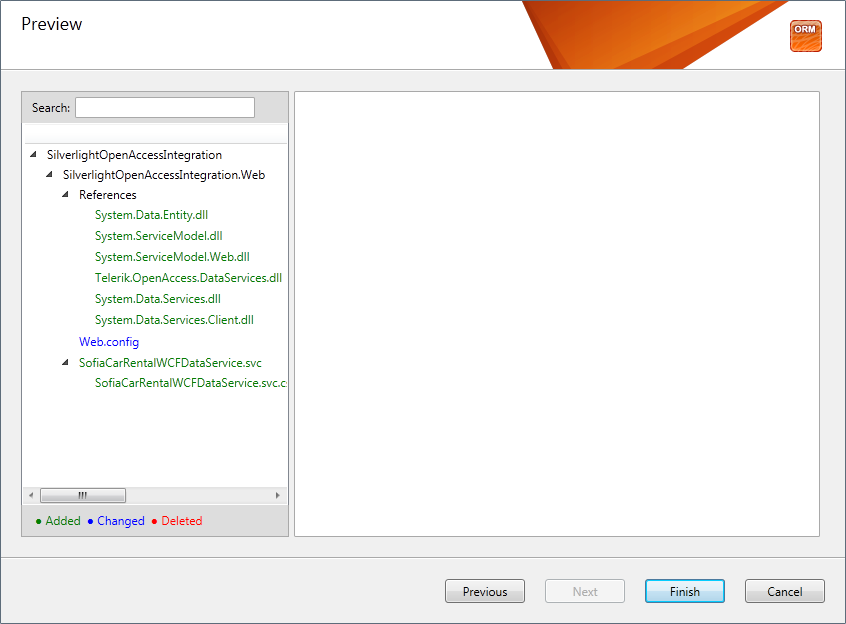 Preview
ORM
Search:
SilverlightOpenAccessIntegration
SilverlightOpenAccessIntegration.Web
References
System.Data.Entity.dll
System.ServiceModel.dll
System.ServiceModel.Web.dll
Telerik.OpenAccess.DataServices.dll
System.Data.Services.dll
System.Data.Services.Client.dll
Web.config
SofiaCarRentalWCFDataService.svc
SofiaCarRentalWCFDataService.svc.c
Added Changed Deleted
Previous Next Finish Cancel